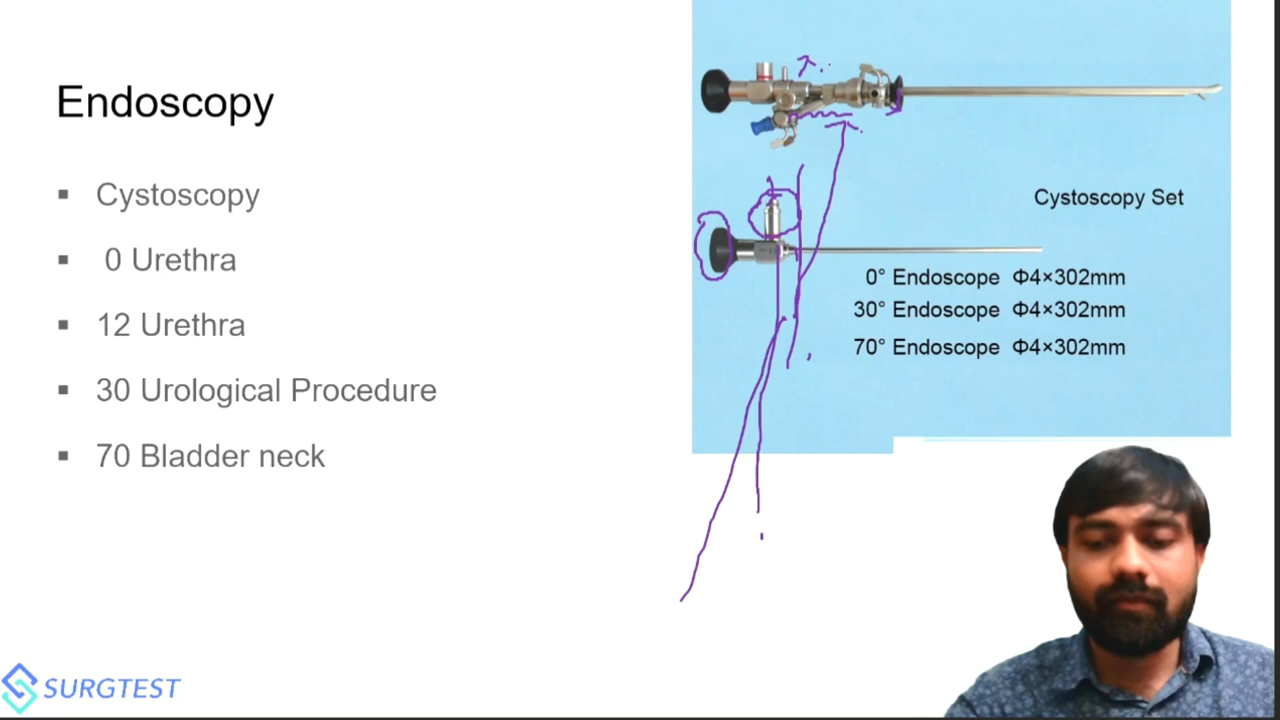 Endoscopy
▪ Cystoscopy
▪ 0 Urethra
▪ 12 Urethra
▪ 30 Urological Procedure
▪ 70 Bladder neck
Cystoscopy Set
0° Endoscope Φ4×302mm
30° Endoscope Φ4×302mm
70° Endoscope Φ4×302mm
SURGTEST